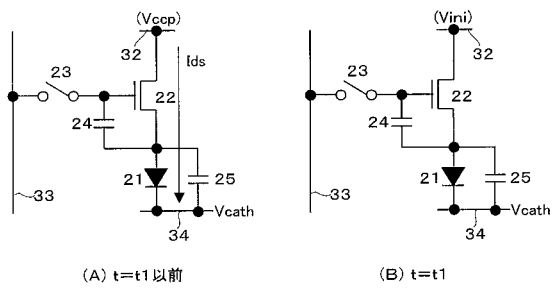 (Vccp)
32
Ids
23
22
24
21
25
33
Vcath
34
(A) t=t1以前
(Vini)
32
23
22
24
21
25
33
Vcath
34
(B) t=t1